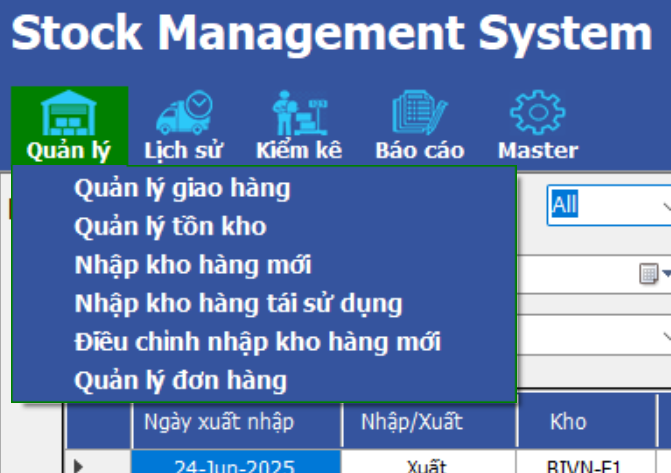 Stock Management System
Quản lý Lịch sử Kiểm kê Báo cáo Master
Quản lý giao hàng
All
Quản lý tồn kho
Nhập kho hàng mới
Nhập kho hàng tái sử dụng
Điều chỉnh nhập kho hàng mới
Quản lý đơn hàng
Ngày xuất nhập Nhập/Xuất Kho
24-Jun-2025 Xuất BIVN-F1